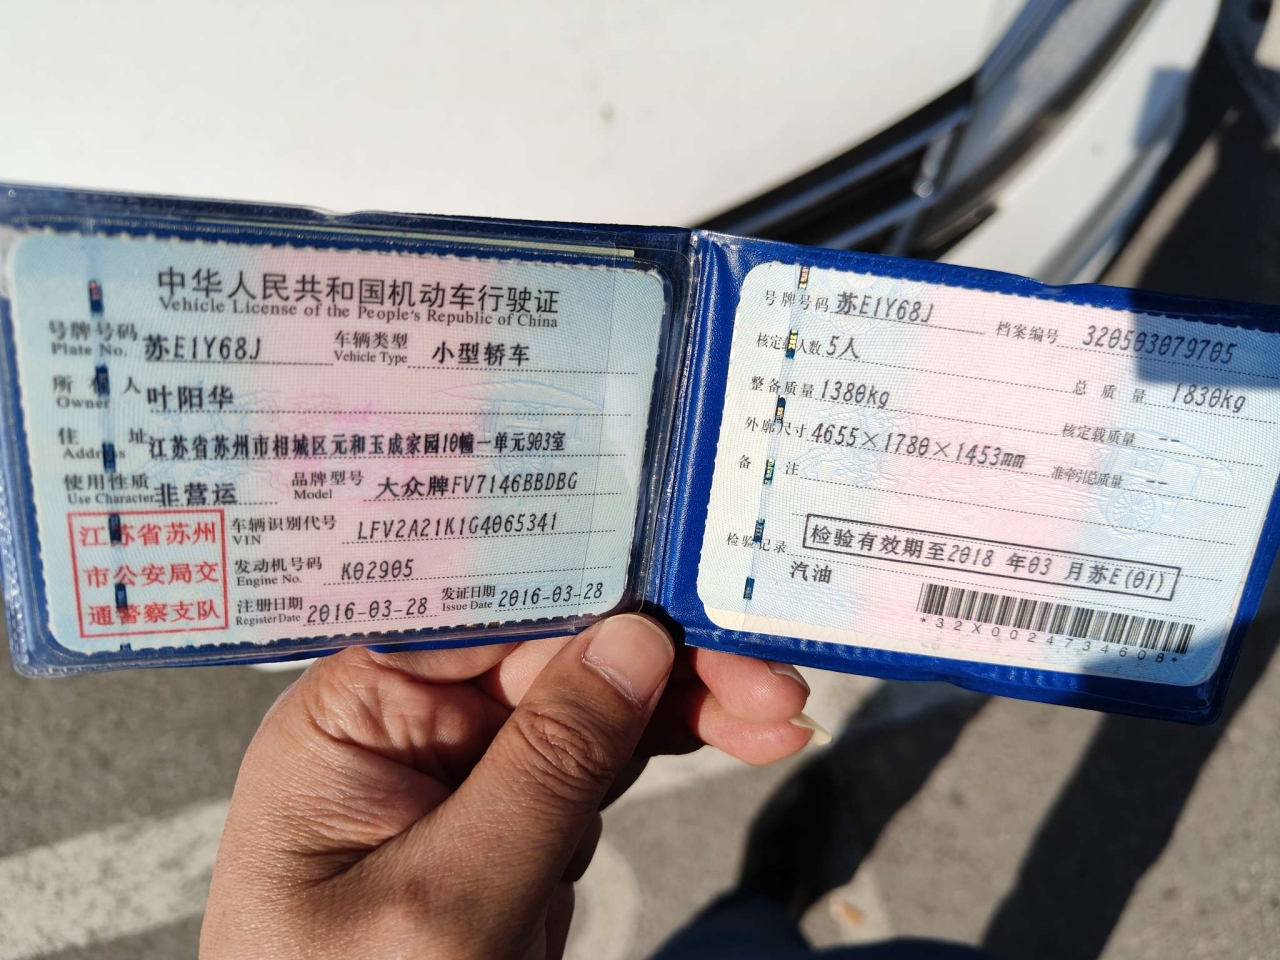 中华人民共和国机动车行驶证
Vehicle License of the People's Republic of China
号牌号码 苏E1Y68J 车辆类型 小型轿车
Plate No. Vehicle Type
所有人 叶阳华
Owner
住址 江苏省苏州市相城区元和玉成家园10幢一单元903室
Address
使用性质 非营运 品牌型号 大众牌FV7146BBDBG
Use Character Model
江苏省苏州
市公安局交
通警察支队
车辆识别代号 LFV2A21K1G4065341
VIN
发动机号码 K02905
Engine No.
注册日期 2016-03-28 发证日期 2016-03-28
Register Date Issue Date
号牌号码 苏E1Y68J 档案编号 320503079705
核定载人数 5人 总质量 1830kg
整备质量 1380kg 核定载质量 --
外廓尺寸 4655×1780×1453mm 准牵引总质量 --
备注
检验记录 检验有效期至2018 年03 月苏E(01)
汽油
*32X0024734608*